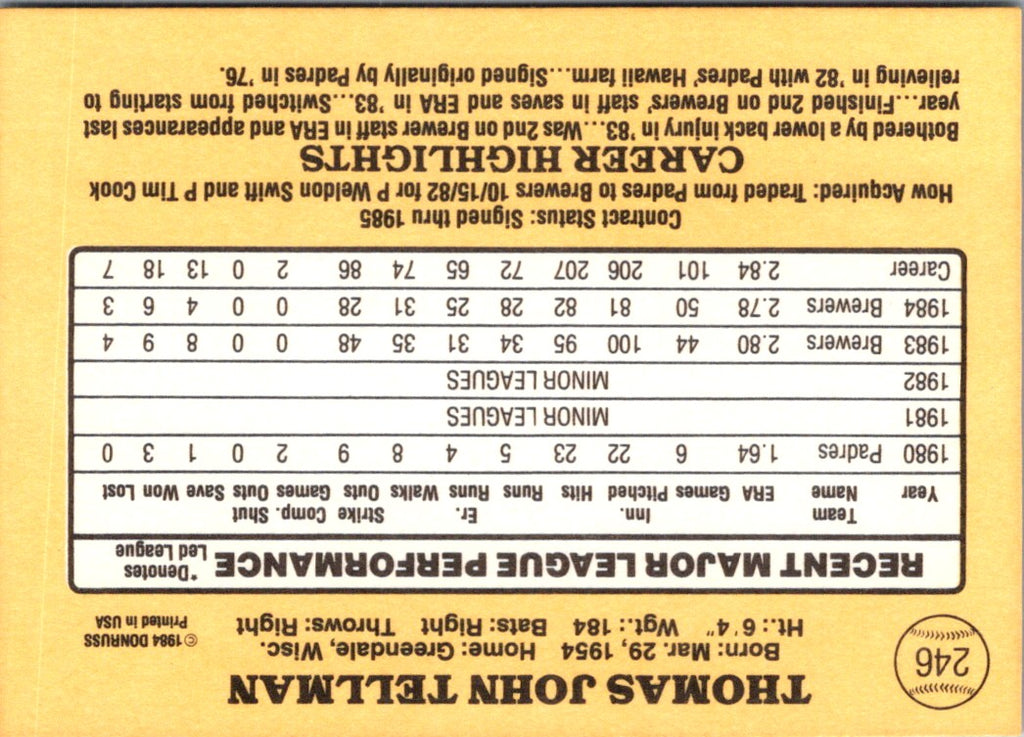 246
THOMAS JOHN TELLMAN
Born: Mar. 29, 1954 Home: Greendale, Wisc.
Ht.: 6'4" Wgt.: 184 Bats: Right Throws: Right
© 1984 DONRUSS
Printed in USA
RECENT MAJOR LEAGUE PERFORMANCE *Denotes Led League
Year Team Name ERA Games Inn. Pitched Hits Runs Er. Runs Walks Strike Outs Comp. Games Shut Outs Save Won Lost
1980 Padres 1.64 6 22 23 5 4 8 9 2 0 1 3 0
1981 MINOR LEAGUES
1982 MINOR LEAGUES
1983 Brewers 2.80 44 100 95 34 31 35 48 0 0 8 9 4
1984 Brewers 2.78 50 81 82 28 25 31 28 0 0 4 6 3
Career 2.84 101 206 207 72 65 74 86 2 0 13 18 7
Contract Status: Signed thru 1985
How Acquired: Traded from Padres to Brewers 10/15/82 for P Weldon Swift and P Tim Cook
CAREER HIGHLIGHTS
Bothered by a lower back injury in '83...Was 2nd on Brewer staff in ERA and appearances last
year...Finished 2nd on Brewers' staff in saves and ERA in '83...Switched from starting to
relieving in '82 with Padres' Hawaii farm...Signed originally by Padres in '76.